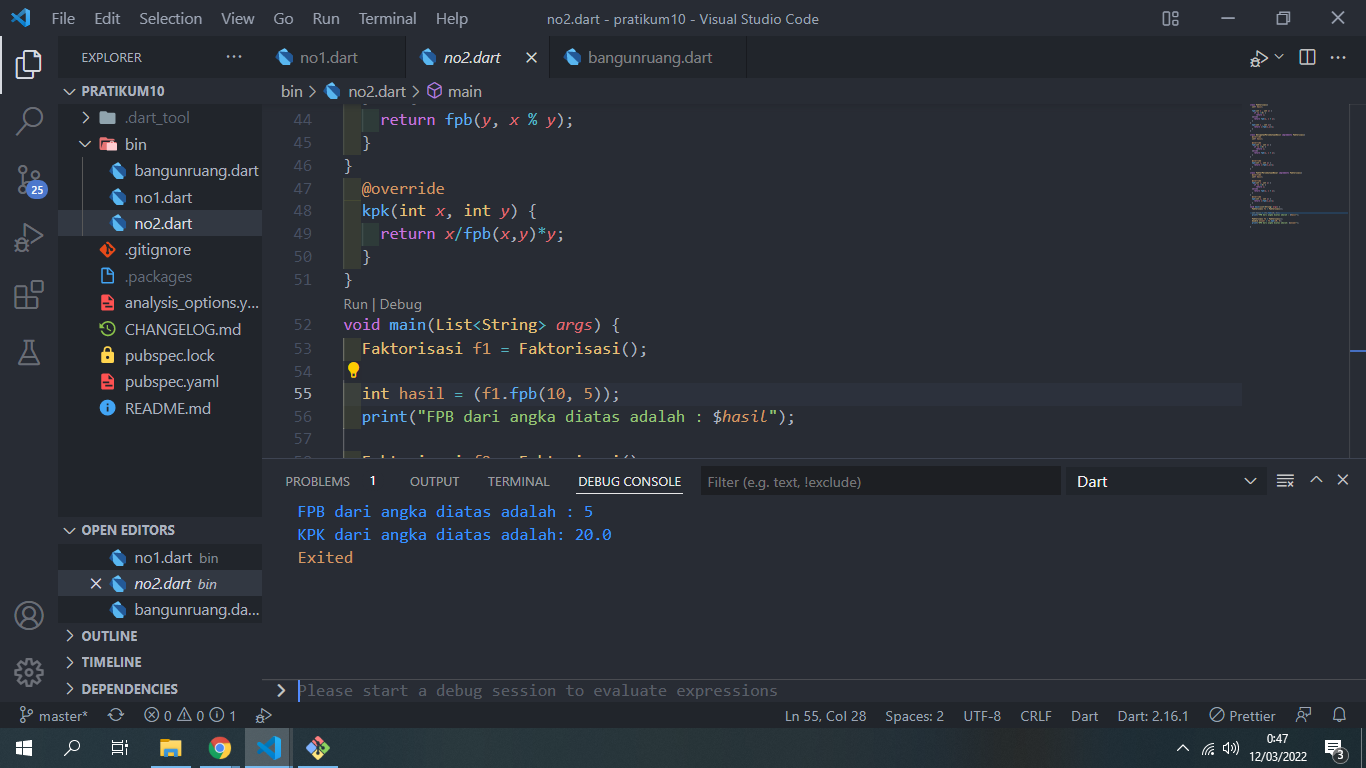 File Edit Selection View Go Run Terminal Help no2.dart - pratikum10 - Visual Studio Code
EXPLORER
no1.dart no2.dart bangunruang.dart
PRATIKUM10
.dart_tool
bin
bangunruang.dart
no1.dart
no2.dart
.gitignore
.packages
analysis_options.y...
CHANGELOG.md
pubspec.lock
pubspec.yaml
README.md
25
OPEN EDITORS
no1.dart bin
no2.dart bin
bangunruang.da...
OUTLINE
TIMELINE
DEPENDENCIES
bin > no2.dart > main
44 return fpb(y, x % y);
45 }
46 }
47 @override
48 kpk(int x, int y) {
49 return x/fpb(x,y)*y;
50 }
51 }
Run | Debug
52 void main(List<String> args) {
53 Faktorisasi f1 = Faktorisasi();
54
55 int hasil = (f1.fpb(10, 5));
56 print("FPB dari angka diatas adalah : $hasil");
57
PROBLEMS 1 OUTPUT TERMINAL DEBUG CONSOLE Filter (e.g. text, !exclude) Dart
FPB dari angka diatas adalah : 5
KPK dari angka diatas adalah: 20.0
Exited
Please start a debug session to evaluate expressions
master* 0 0 1 Ln 55, Col 28 Spaces: 2 UTF-8 CRLF Dart Dart: 2.16.1 Prettier
0:47
12/03/2022
3